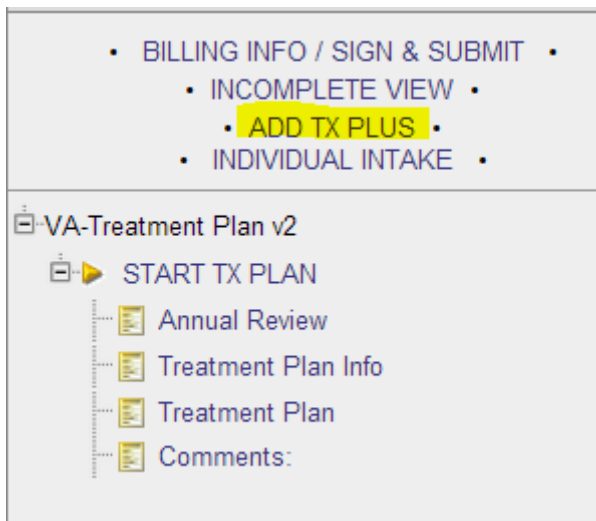 • BILLING INFO / SIGN & SUBMIT •
• INCOMPLETE VIEW •
• ADD TX PLUS •
• INDIVIDUAL INTAKE •
VA-Treatment Plan v2
START TX PLAN
Annual Review
Treatment Plan Info
Treatment Plan
Comments: